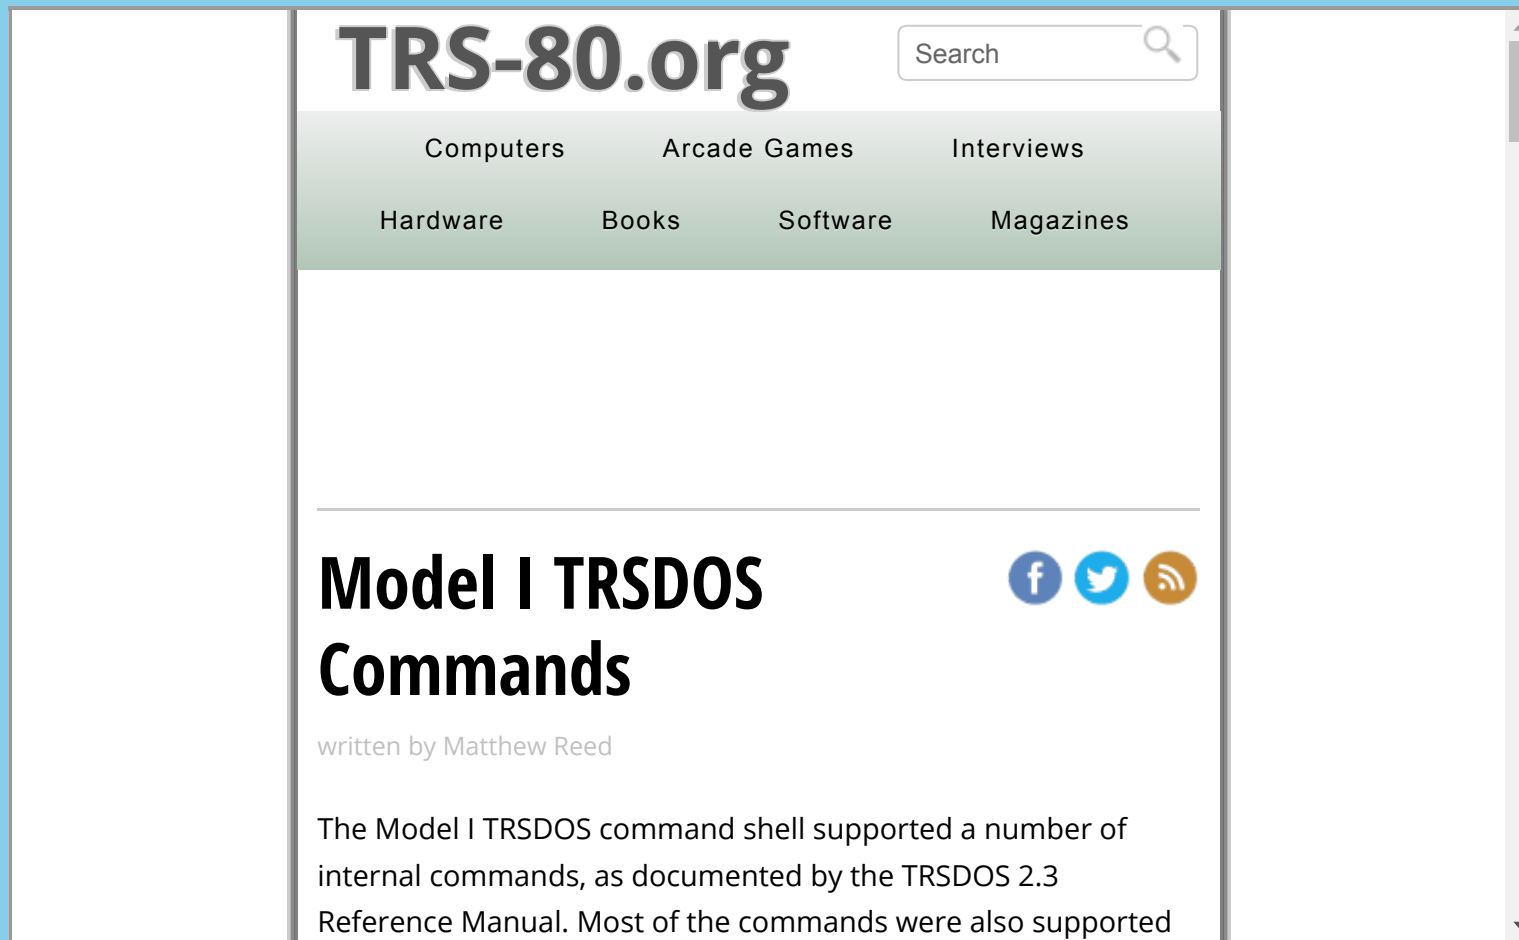 TRS-80.org
Search
Computers Arcade Games Interviews
Hardware Books Software Magazines
Model I TRSDOS
Commands
written by Matthew Reed
The Model I TRSDOS command shell supported a number of
internal commands, as documented by the TRSDOS 2.3
Reference Manual. Most of the commands were also supported